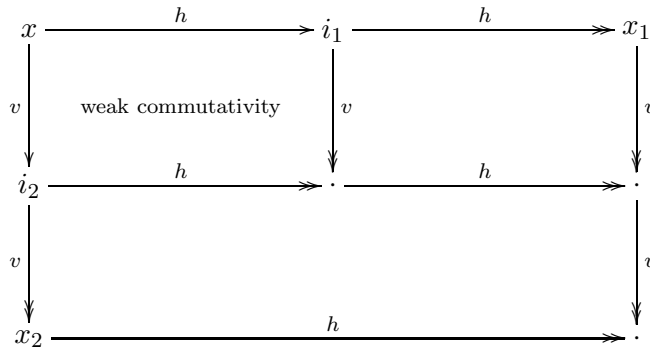 x h i₁ h x₁
v weak commutativity v v
i₂ h · h ·
v v
x₂ h ·